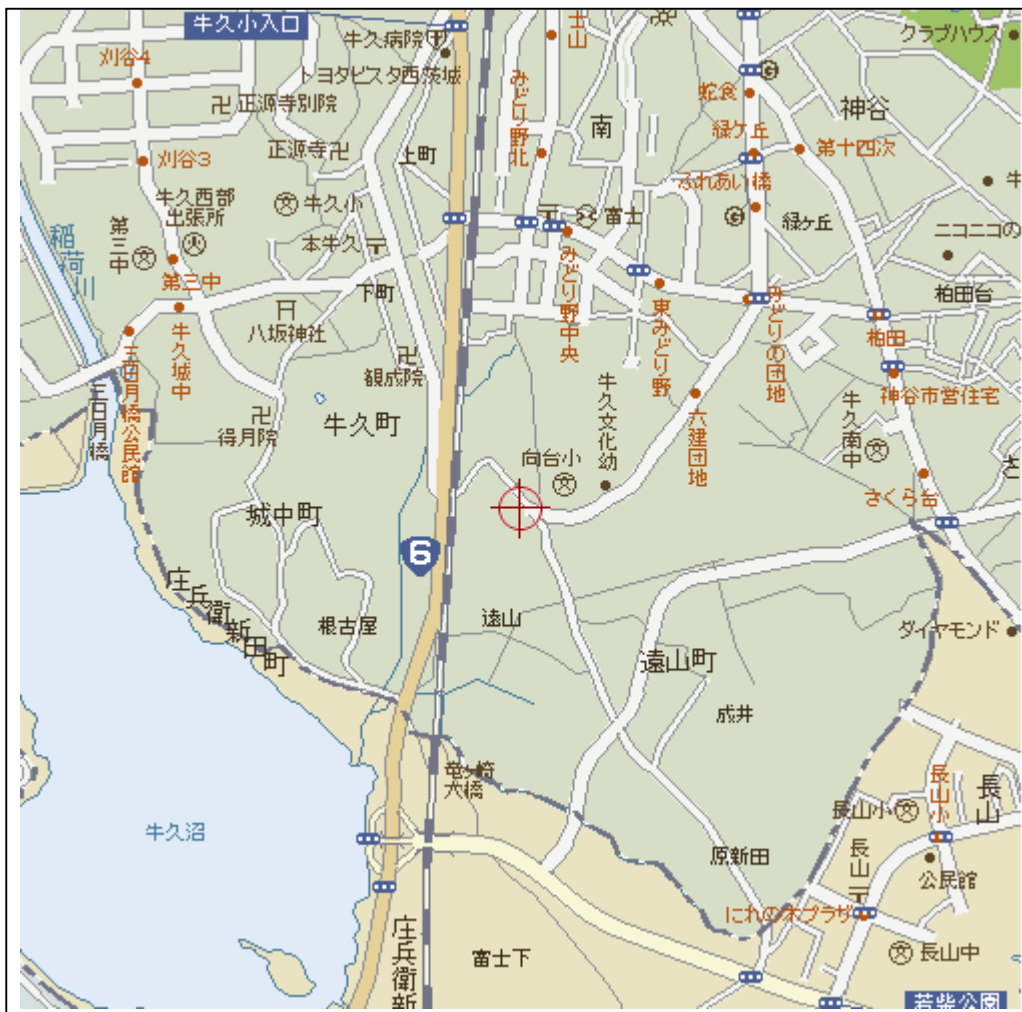 牛久小入口
牛久病院
士山
クラブハウス
刈谷4
トヨタビスタ西茨城
みどり野北
蛇食
神谷
卍正源寺別院
南
緑ケ丘
第十四次
正源寺卍
上町
刈谷3
ふれあい橋
牛久西部
出張所
牛久小
富士
緑ケ丘
稲荷川
第三中
本牛久
みどり野中央
ニコニコの
第三中
下町
東みどり野
みどりの団地
柏田台
八坂神社
柏田
三日月橋
三日月橋公民館
牛久城中
卍
観成院
牛久文化幼
六建団地
神谷市営住宅
卍
得月院
牛久町
向台小
牛久南中
さくら台
さ
城中町
6
庄兵衛新田町
根古屋
遠山
遠山町
ダイヤモンド
成井
竜ヶ崎
大橋
長山小
長山小
長山
牛久沼
原新田
長山
公民館
にれの木プラザ
庄兵衛新
富士下
長山中
若柴公園